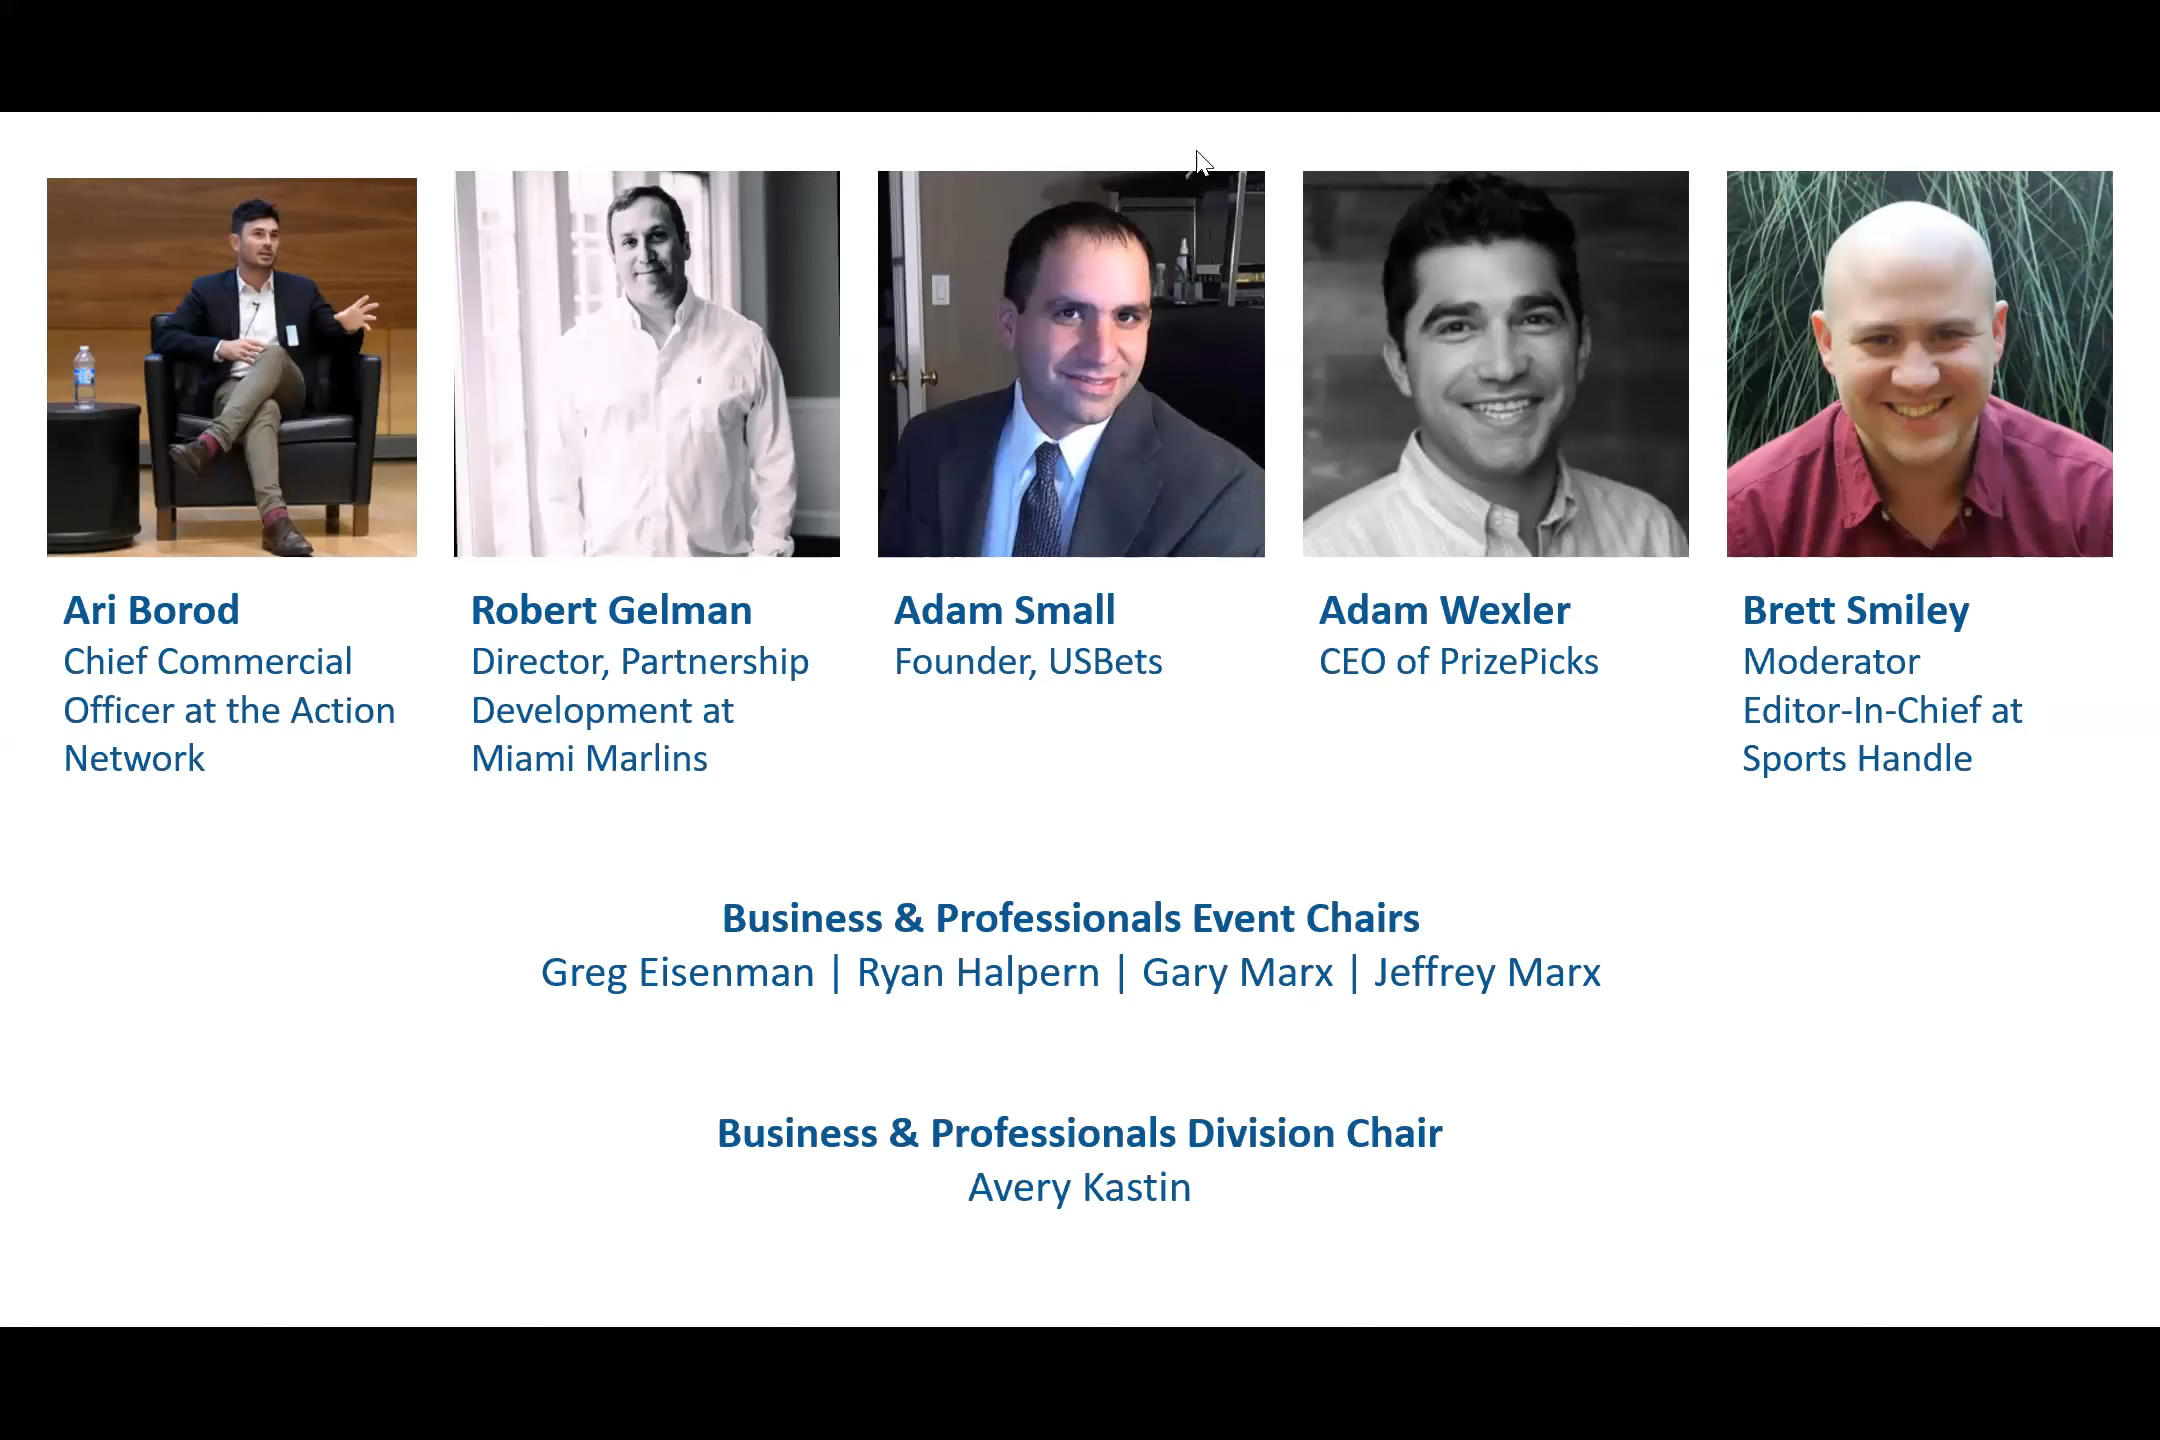 Ari Borod
Chief Commercial
Officer at the Action
Network
Robert Gelman
Director, Partnership
Development at
Miami Marlins
Adam Small
Founder, USBets
Adam Wexler
CEO of PrizePicks
Brett Smiley
Moderator
Editor-In-Chief at
Sports Handle
Business & Professionals Event Chairs
Greg Eisenman | Ryan Halpern | Gary Marx | Jeffrey Marx
Business & Professionals Division Chair
Avery Kastin